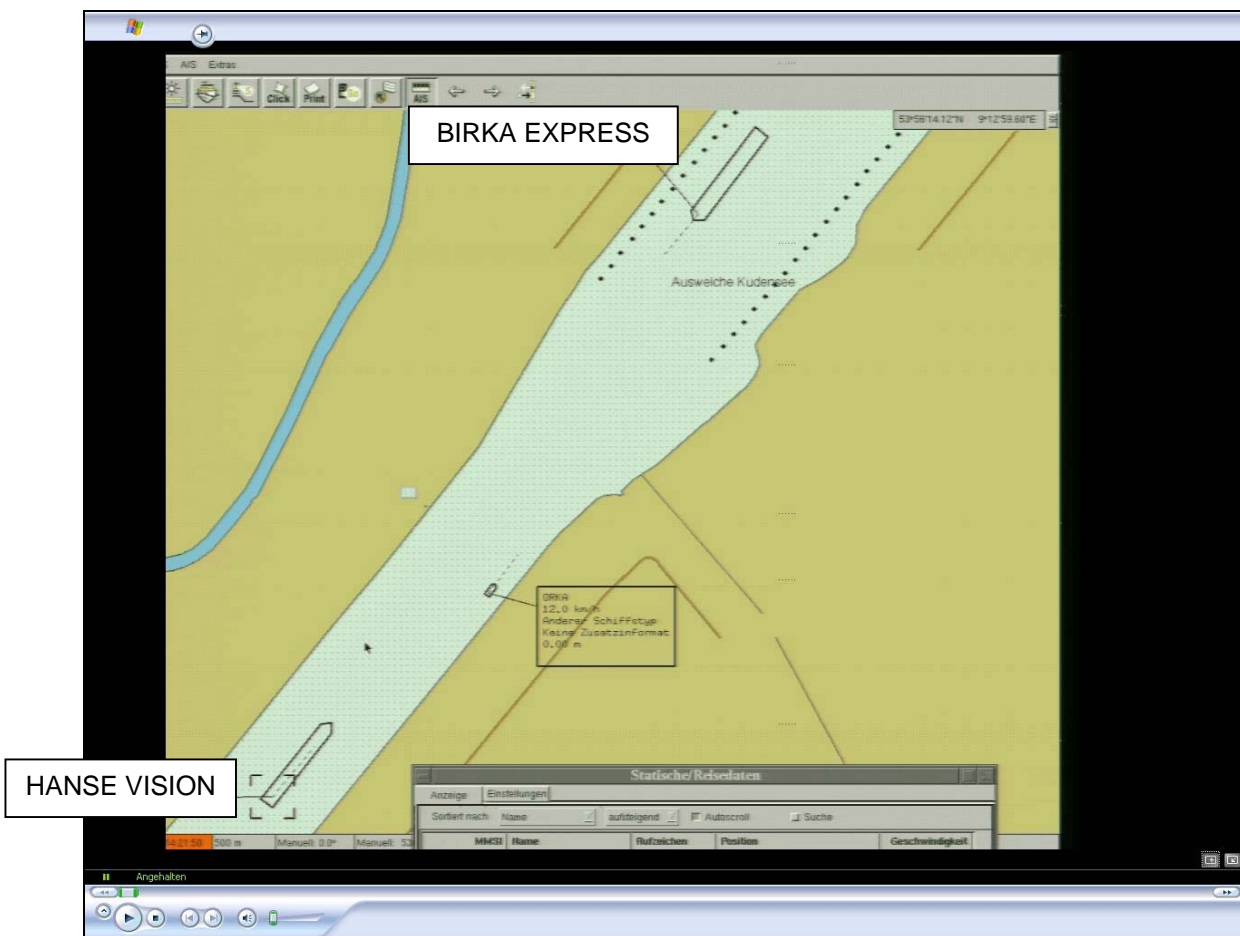 AIS Extras
Click Print AIS
BIRKA EXPRESS
53°56'14.12"N 9°12'59.60"E
Ausweiche Kudensee
ORKA
12.0 km/h
Anderer Schiffstyp
Keine Zusatzinformat
0.00 m
HANSE VISION
Statische/Reisedaten
Anzeige Einstellungen
Sortiert nach Name aufsteigend Autoscroll Suche
MMSI Name Rufzeichen Position Geschwindigkeit
14:21:58 500 m Manuell: 0.0° Manuell: 53
Angehalten